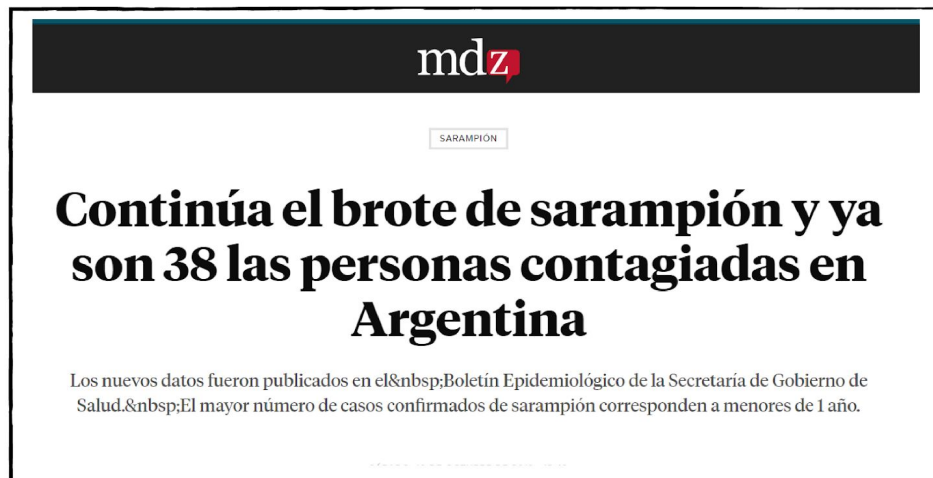 mdz
SARAMPIÓN
Continúa el brote de sarampión y ya
son 38 las personas contagiadas en
Argentina
Los nuevos datos fueron publicados en el&nbsp;Boletín Epidemiológico de la Secretaría de Gobierno de
Salud.&nbsp;El mayor número de casos confirmados de sarampión corresponden a menores de 1 año.